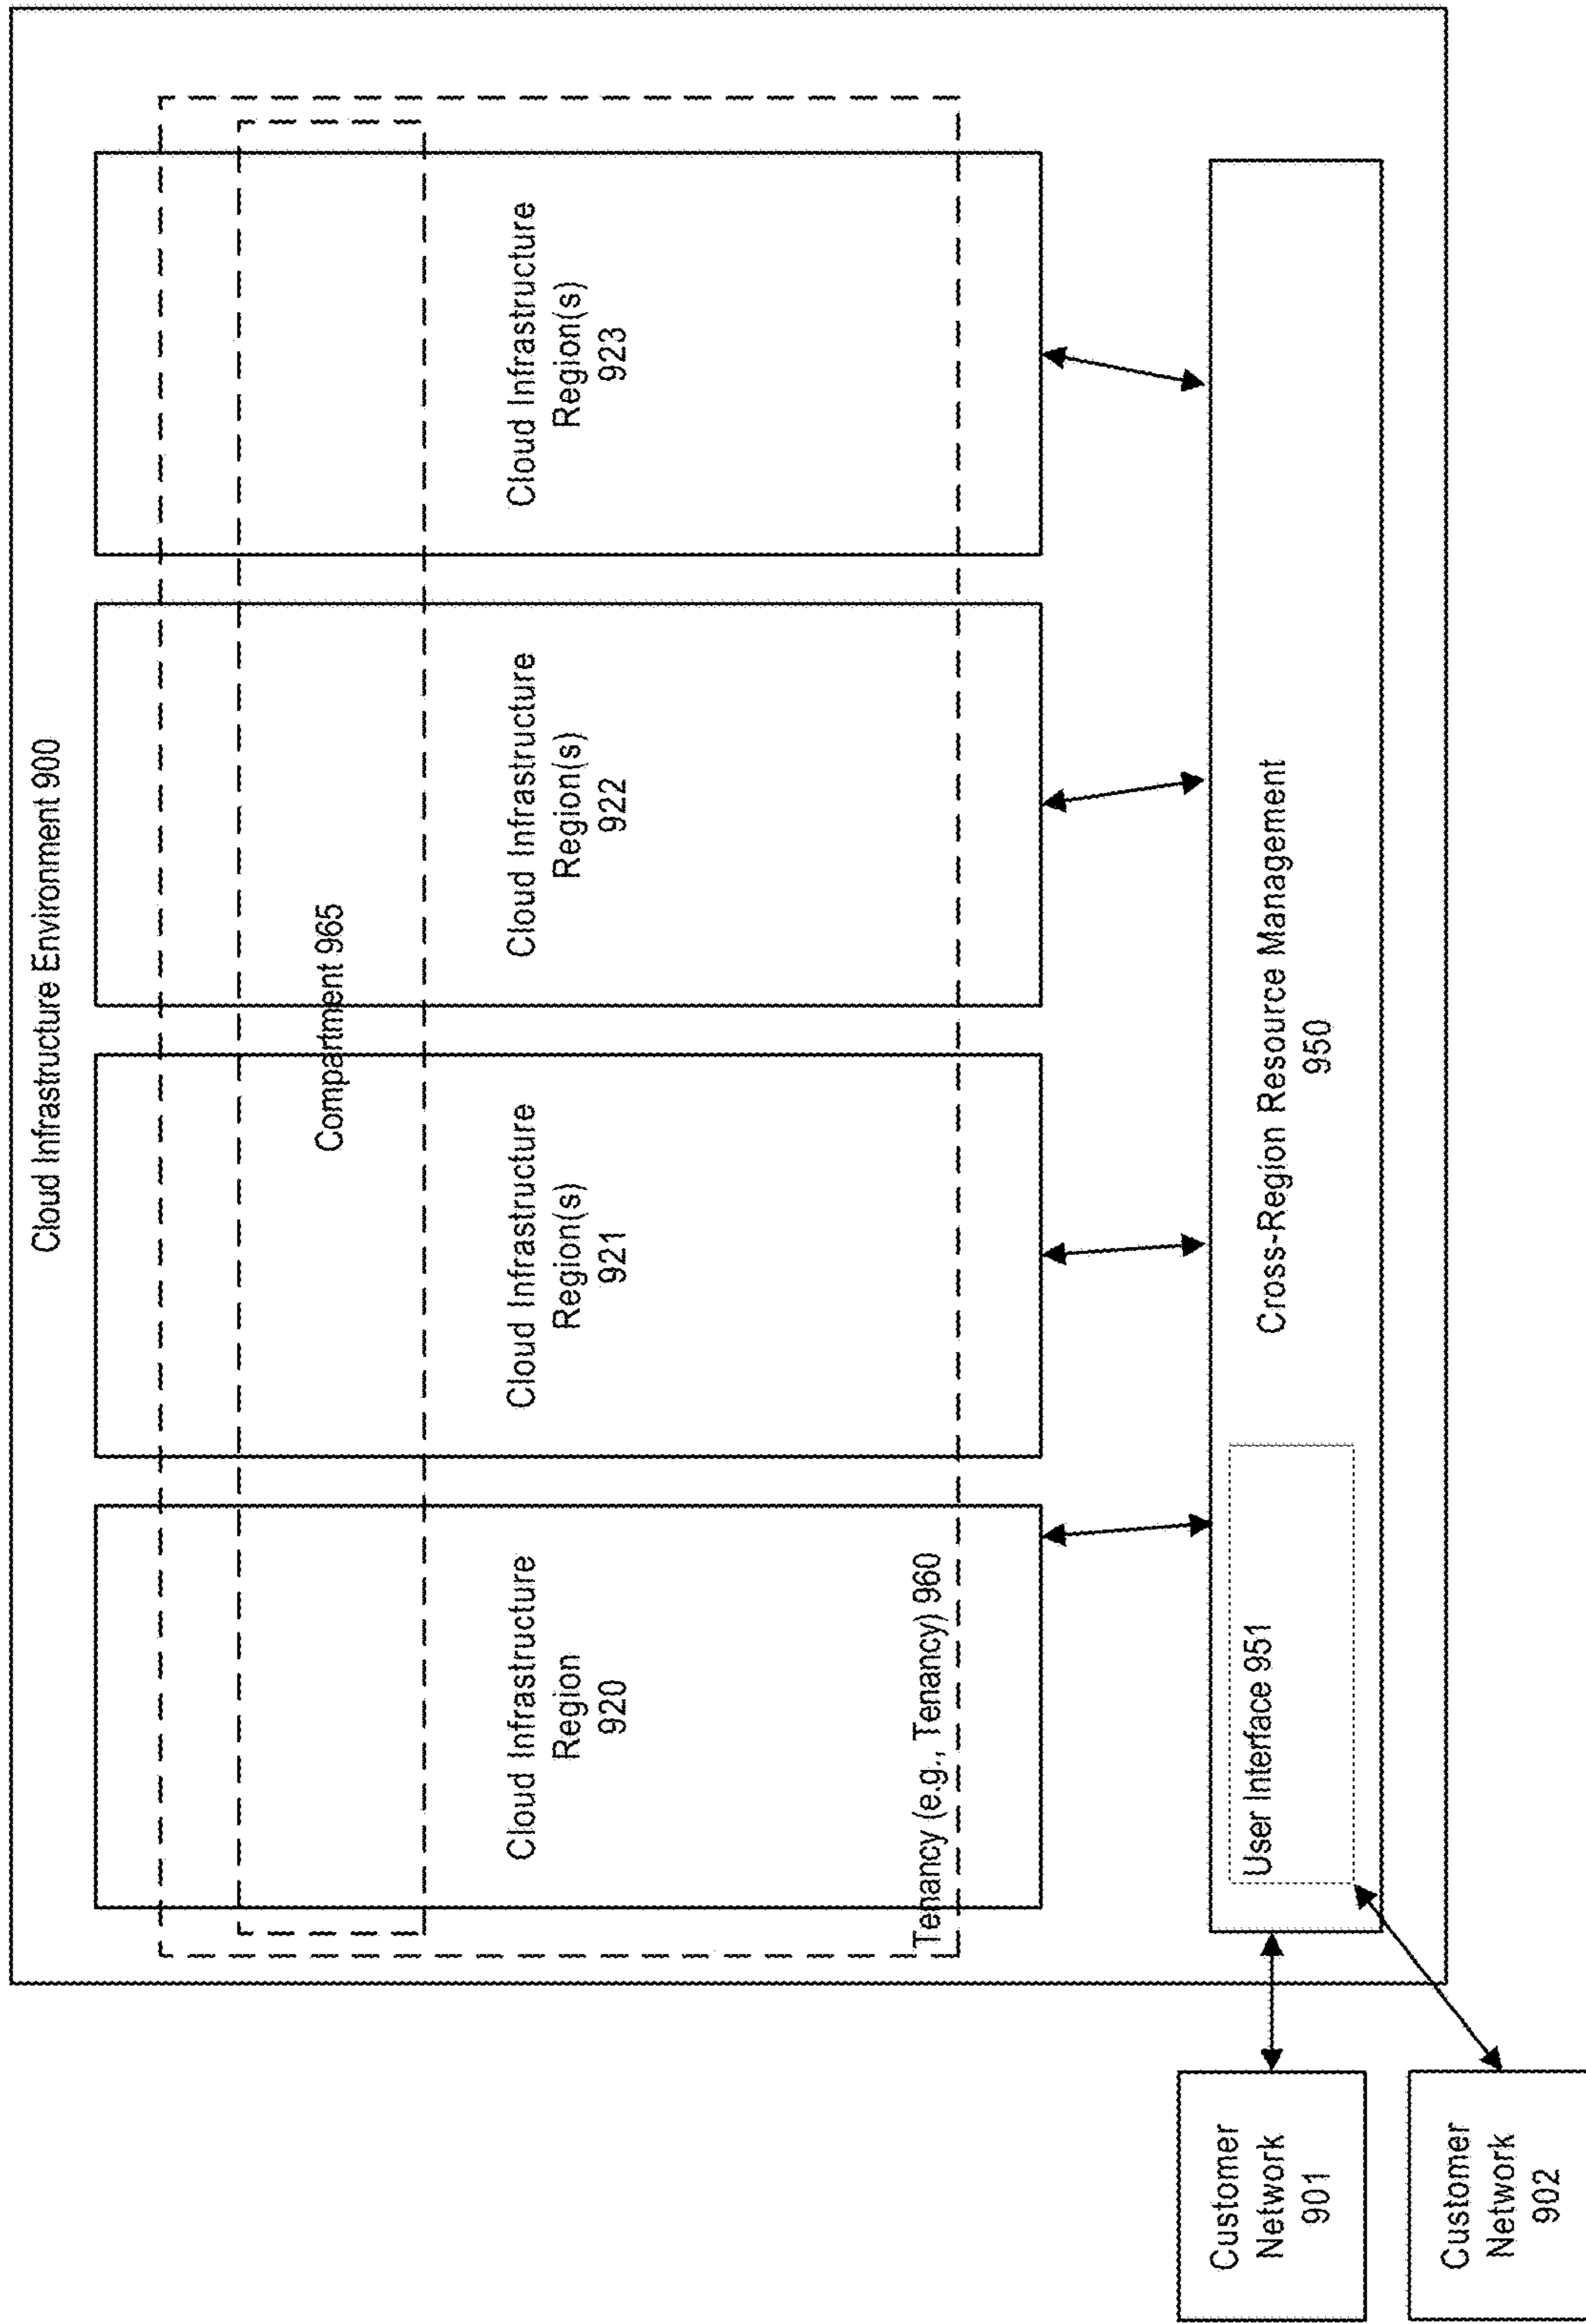 Cloud Infrastructure Environment 900
Compartment 965
Cloud Infrastructure
Region
920
Cloud Infrastructure
Region(s)
921
Cloud Infrastructure
Region(s)
922
Cloud Infrastructure
Region(s)
923
Tenancy (e.g., Tenancy) 960
User Interface 951
Cross-Region Resource Management
950
Customer
Network
901
Customer
Network
902